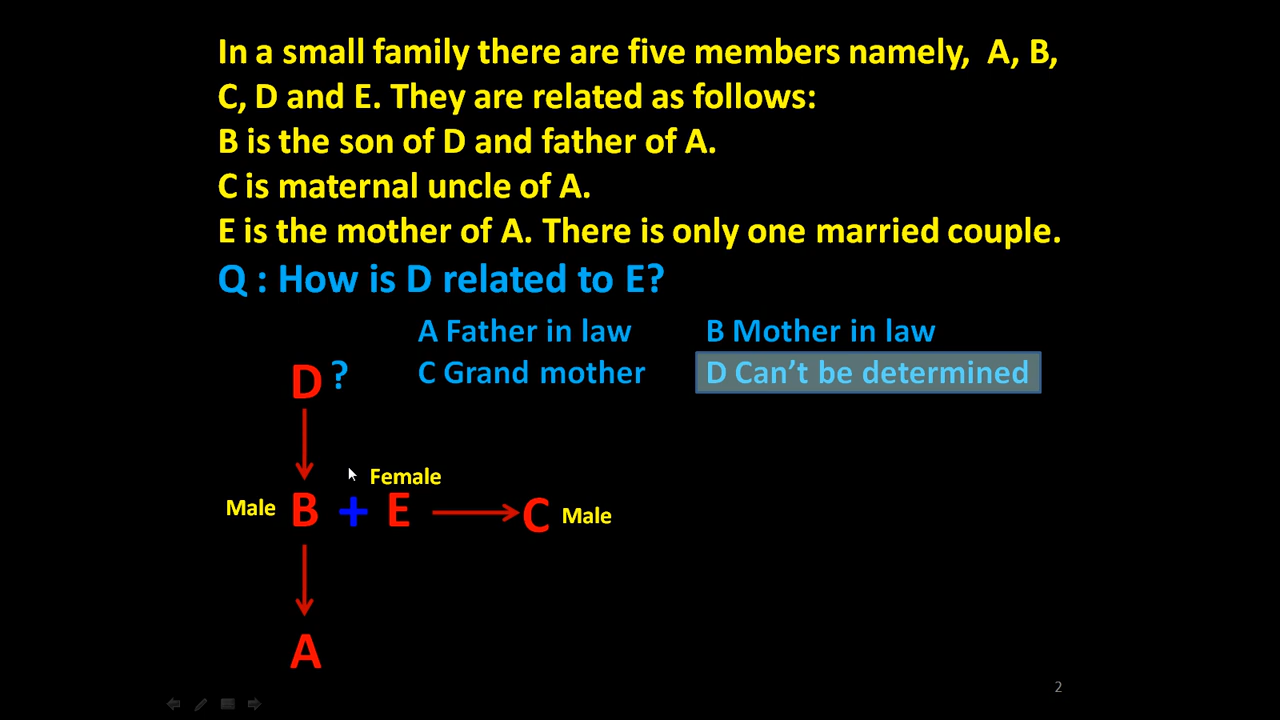 In a small family there are five members namely,  A, B,
C, D and E. They are related as follows:
B is the son of D and father of A.
C is maternal uncle of A.
E is the mother of A. There is only one married couple.
Q : How is D related to E?
A Father in law
B Mother in law
C Grand mother
D Can’t be determined
D ?
Female
Male B + E C Male
A
2